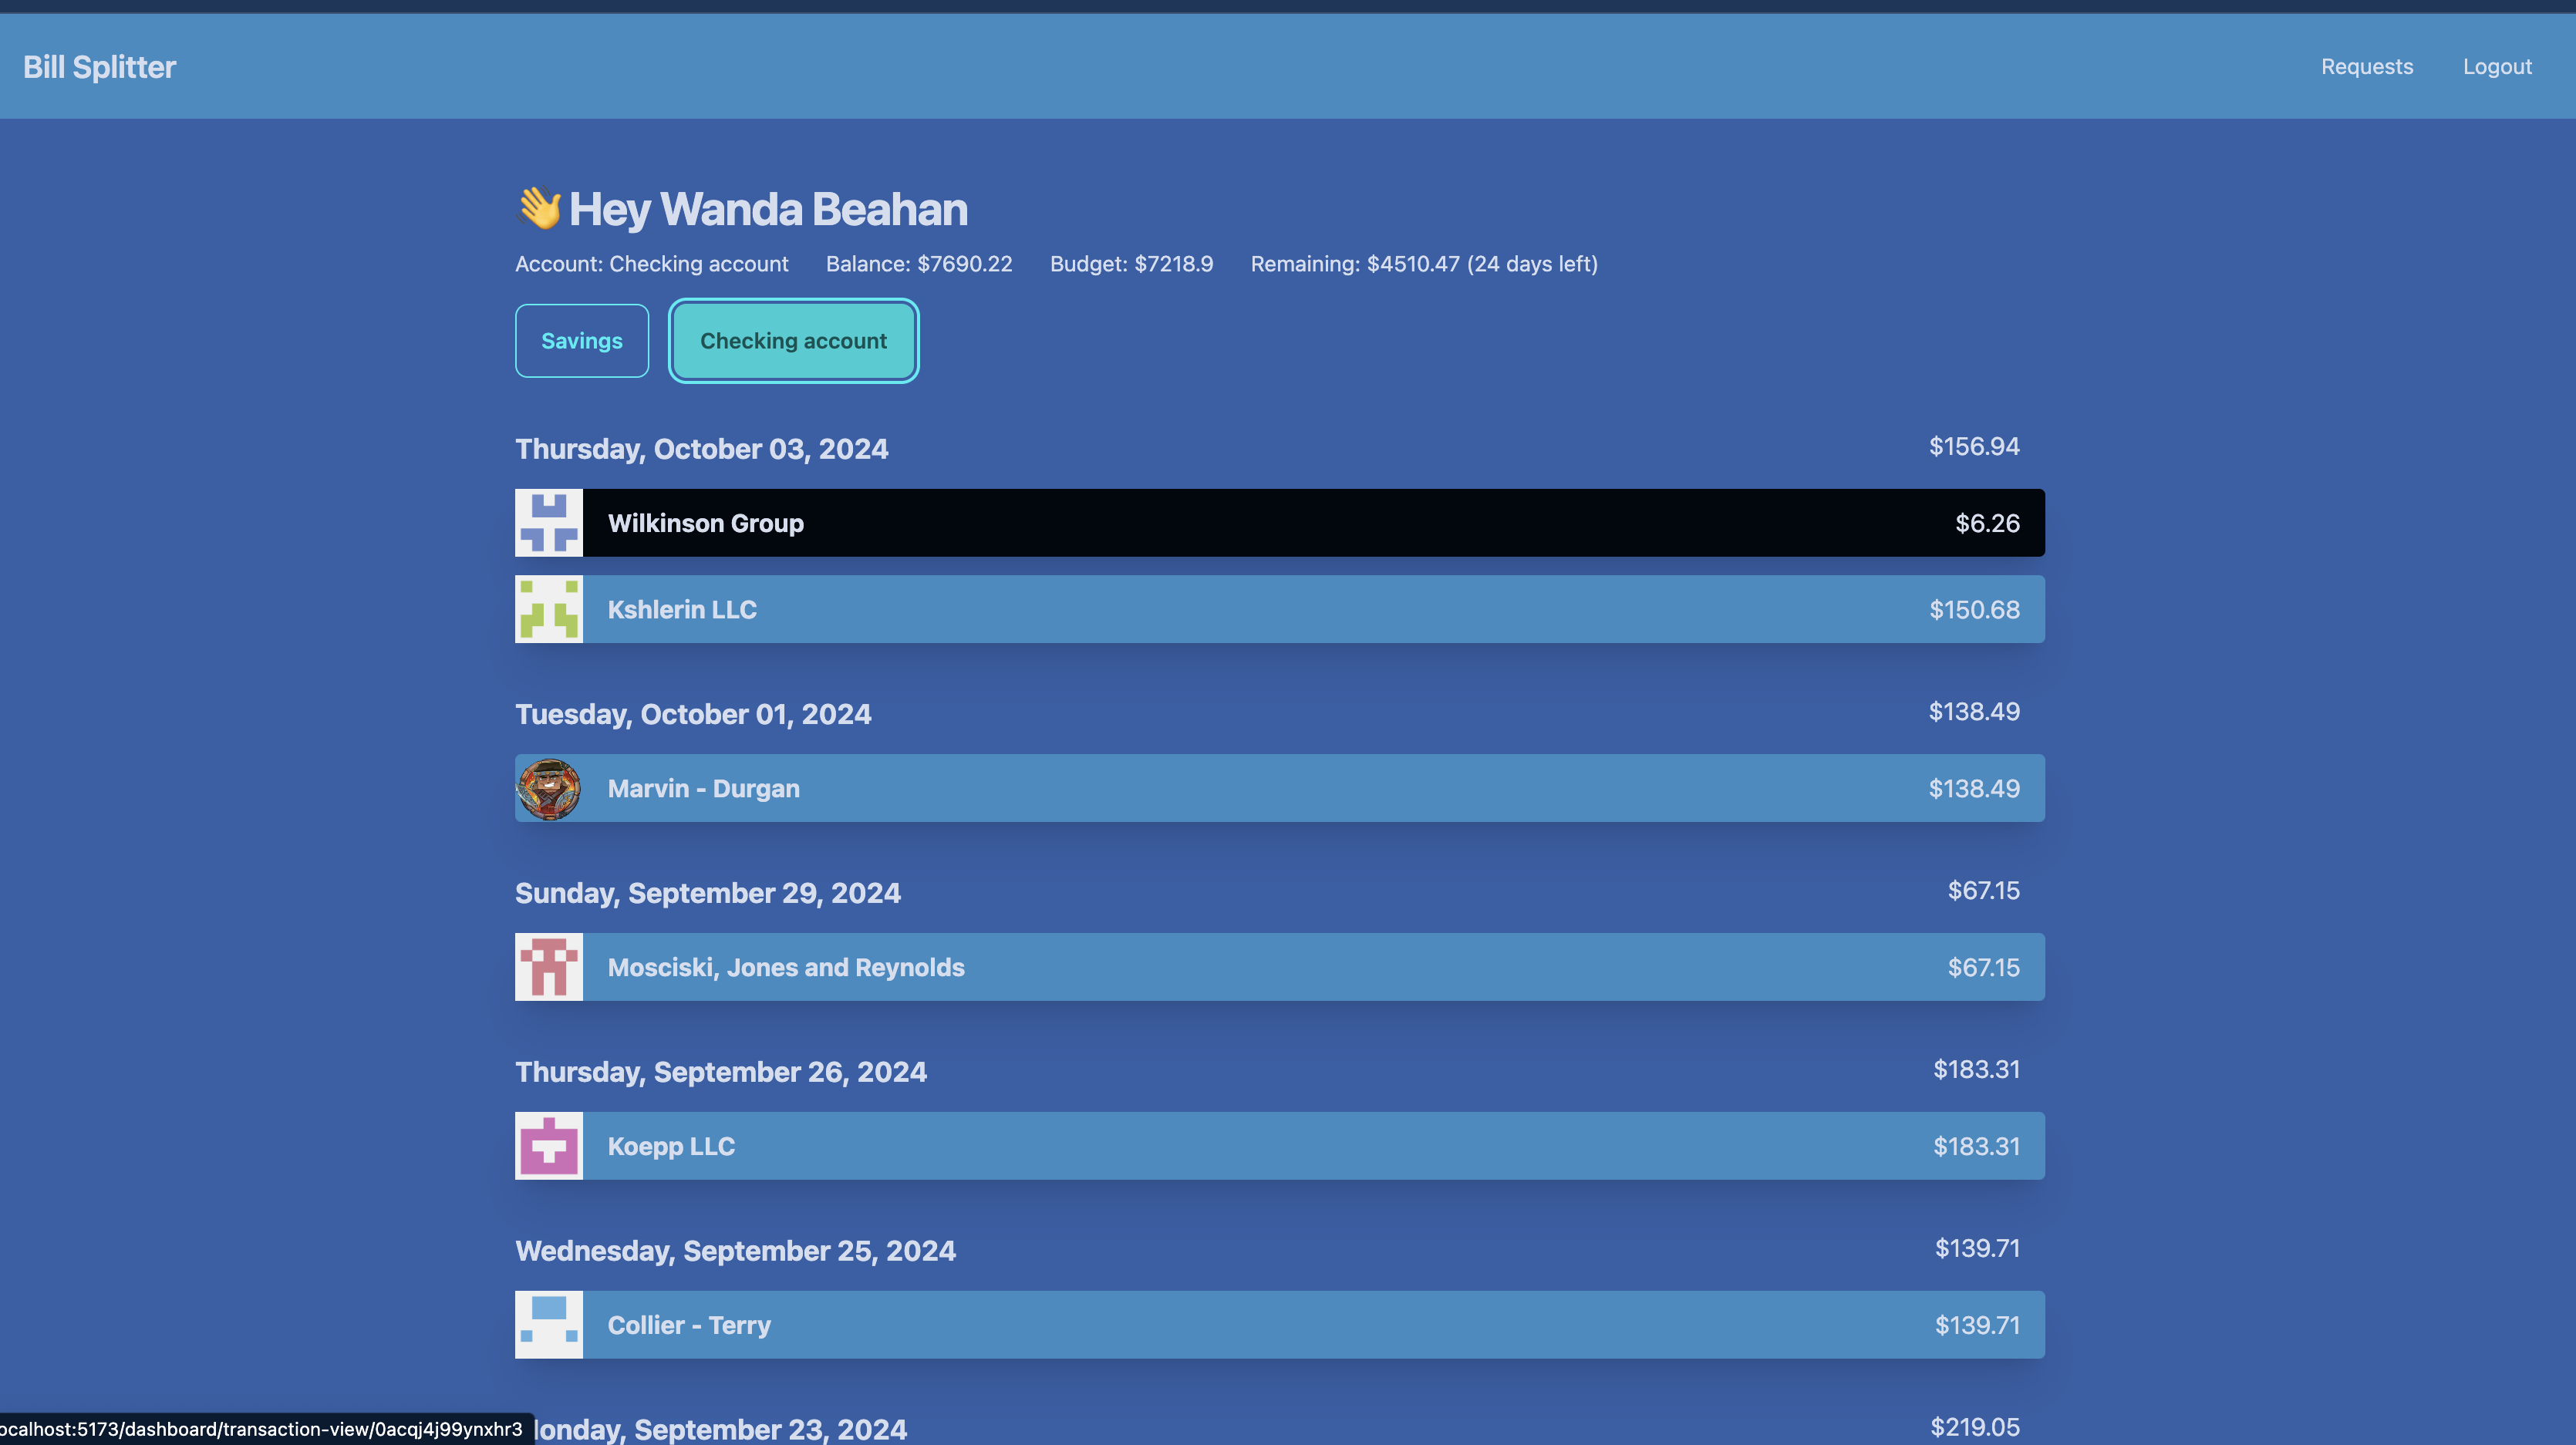 Bill Splitter Requests Logout
👋 Hey Wanda Beahan
Account: Checking account Balance: $7690.22 Budget: $7218.9 Remaining: $4510.47 (24 days left)
Savings Checking account
Thursday, October 03, 2024 $156.94
Wilkinson Group $6.26
Kshlerin LLC $150.68
Tuesday, October 01, 2024 $138.49
Marvin - Durgan $138.49
Sunday, September 29, 2024 $67.15
Mosciski, Jones and Reynolds $67.15
Thursday, September 26, 2024 $183.31
Koepp LLC $183.31
Wednesday, September 25, 2024 $139.71
Collier - Terry $139.71
onday, September 23, 2024 $219.05
ocalhost:5173/dashboard/transaction-view/0acqj4j99ynxhr3